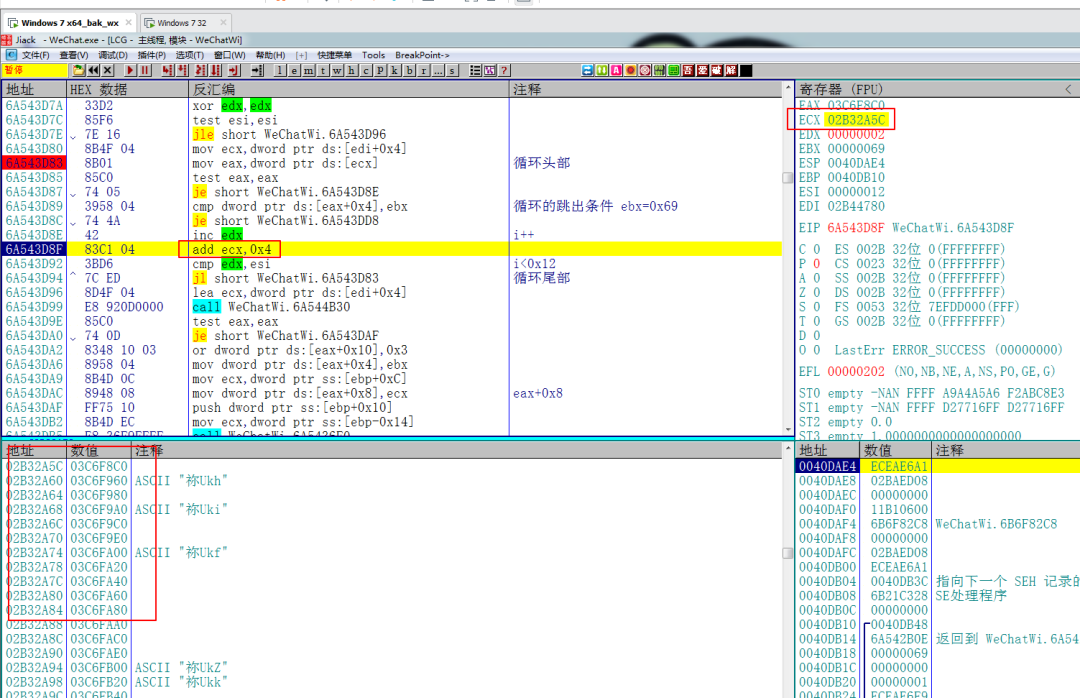 Windows 7 x64_bak_wx × Windows 7 32 ×
Jiack - WeChat.exe - [LCG - 主线程, 模块 - WeChatWi]
文件(F) 查看(V) 调试(D) 插件(P) 选项(T) 窗口(W) 帮助(H) [+] 快捷菜单 Tools BreakPoint->
暂停 l e m t w h c p k b r ... s ?
地址 HEX 数据 反汇编 注释
6A543D7A 33D2 xor edx,edx
6A543D7C 85F6 test esi,esi
6A543D7E 7E 16 jle short WeChatWi.6A543D96
6A543D80 8B4F 04 mov ecx,dword ptr ds:[edi+0x4]
6A543D83 8B01 mov eax,dword ptr ds:[ecx] 循环头部
6A543D85 85C0 test eax,eax
6A543D87 74 05 je short WeChatWi.6A543D8E
6A543D89 3958 04 cmp dword ptr ds:[eax+0x4],ebx 循环的跳出条件 ebx=0x69
6A543D8C 74 4A je short WeChatWi.6A543DD8
6A543D8E 42 inc edx i++
6A543D8F 83C1 04 add ecx,0x4
6A543D92 3BD6 cmp edx,esi i<0x12
6A543D94 ^ 7C ED jl short WeChatWi.6A543D83 循环尾部
6A543D96 8D4F 04 lea ecx,dword ptr ds:[edi+0x4]
6A543D99 E8 920D0000 call WeChatWi.6A544B30
6A543D9E 85C0 test eax,eax
6A543DA0 74 0D je short WeChatWi.6A543DAF
6A543DA2 8348 10 03 or dword ptr ds:[eax+0x10],0x3
6A543DA6 8958 04 mov dword ptr ds:[eax+0x4],ebx
6A543DA9 8B4D 0C mov ecx,dword ptr ss:[ebp+0xC]
6A543DAC 8948 08 mov dword ptr ds:[eax+0x8],ecx eax+0x8
6A543DAF FF75 10 push dword ptr ss:[ebp+0x10]
6A543DB2 8B4D EC mov ecx,dword ptr ss:[ebp-0x14]
寄存器 (FPU) <
EAX 03C6F8C0
ECX 02B32A5C
EDX 00000002
EBX 00000069
ESP 0040DAE4
EBP 0040DB10
ESI 00000012
EDI 02B44780
EIP 6A543D8F WeChatWi.6A543D8F
C 0 ES 002B 32位 0(FFFFFFFF)
P 0 CS 0023 32位 0(FFFFFFFF)
A 0 SS 002B 32位 0(FFFFFFFF)
Z 0 DS 002B 32位 0(FFFFFFFF)
S 0 FS 0053 32位 7EFDD000(FFF)
T 0 GS 002B 32位 0(FFFFFFFF)
D 0
O 0 LastErr ERROR_SUCCESS (00000000)
EFL 00000202 (NO,NB,NE,A,NS,PO,GE,G)
ST0 empty -NAN FFFF A9A4A5A6 F2ABC8E3
ST1 empty -NAN FFFF D27716FF D27716FF
ST2 empty 0.0
ST3 empty 1.0000000000000000000
地址 数值 注释
02B32A5C 03C6F8C0
02B32A60 03C6F960 ASCII "祢Ukh"
02B32A64 03C6F980
02B32A68 03C6F9A0 ASCII "祢Uki"
02B32A6C 03C6F9C0
02B32A70 03C6F9E0
02B32A74 03C6FA00 ASCII "祢Ukf"
02B32A78 03C6FA20
02B32A7C 03C6FA40
02B32A80 03C6FA60
02B32A84 03C6FA80
02B32A88 03C6FAA0
02B32A8C 03C6FAC0
02B32A90 03C6FAE0
02B32A94 03C6FB00 ASCII "祢UkZ"
02B32A98 03C6FB20 ASCII "祢Ukk"
02B32A9C 03C6FB40
地址 数值 注释
0040DAE4 ECEAE6A1
0040DAE8 02BAED08
0040DAEC 00000000
0040DAF0 11B10600
0040DAF4 6B6F82C8 WeChatWi.6B6F82C8
0040DAF8 00000000
0040DAFC 02BAED08
0040DB00 ECEAE6A1
0040DB04 0040DB3C 指向下一个 SEH 记录的
0040DB08 6B21C328 SE处理程序
0040DB0C 00000000
0040DB10 0040DB48
0040DB14 6A542B0E 返回到 WeChatWi.6A54
0040DB18 00000069
0040DB1C 00000000
0040DB20 00000001
0040DB24 ECEAE6E9